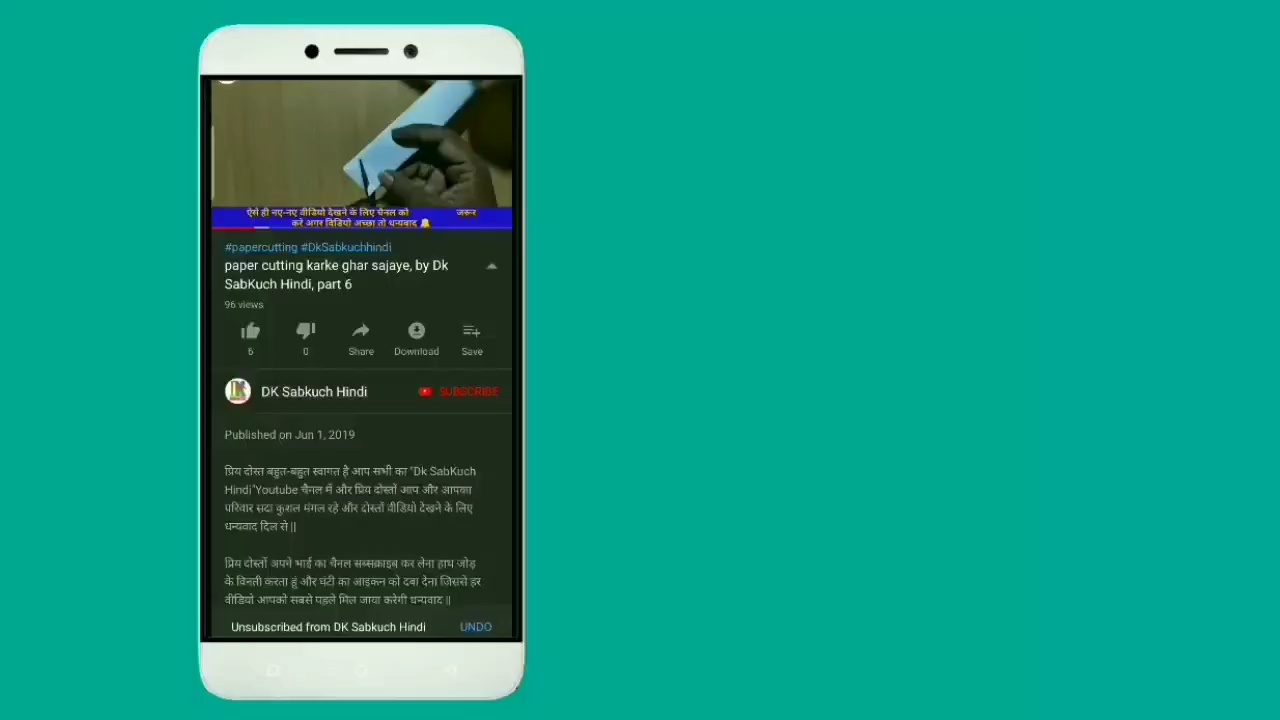 ऐसे ही नए-नए वीडियो देखने के लिए चैनल को जरूर
करे अगर विडियो अच्छा तो धन्यबाद
#papercutting #DkSabkuchhindi
paper cutting karke ghar sajaye, by Dk
SabKuch Hindi, part 6
96 views
6 0 Share Download Save
DK Sabkuch Hindi SUBSCRIBE
Published on Jun 1, 2019
प्रिय दोस्त बहुत-बहुत स्वागत है आप सभी का "Dk SabKuch
Hindi"Youtube चैनल में और प्रिय दोस्तों आप और आपका
परिवार सदा कुशल मंगल रहे और दोस्तों वीडियो देखने के लिए
धन्यवाद दिल से ||
प्रिय दोस्तों अपने भाई का चैनल सब्सक्राइब कर लेना हाथ जोड़
के विनती करता हूं और घंटी का आइकन को दबा देना जिससे हर
वीडियो आपको सबसे पहले मिल जाया करेगी धन्यवाद ||
Unsubscribed from DK Sabkuch Hindi UNDO